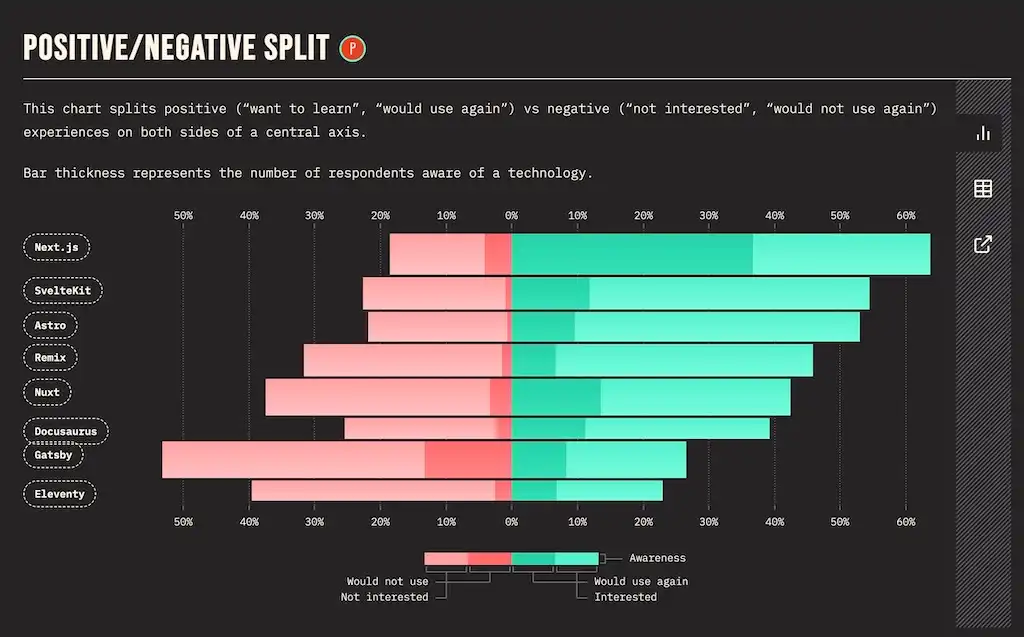 POSITIVE/NEGATIVE SPLIT P
This chart splits positive (“want to learn”, “would use again”) vs negative (“not interested”, “would not use again”)
experiences on both sides of a central axis.
Bar thickness represents the number of respondents aware of a technology.
50% 40% 30% 20% 10% 0% 10% 20% 30% 40% 50% 60%
Next.js
SvelteKit
Astro
Remix
Nuxt
Docusaurus
Gatsby
Eleventy
50% 40% 30% 20% 10% 0% 10% 20% 30% 40% 50% 60%
Awareness
Would not use Would use again
Not interested Interested